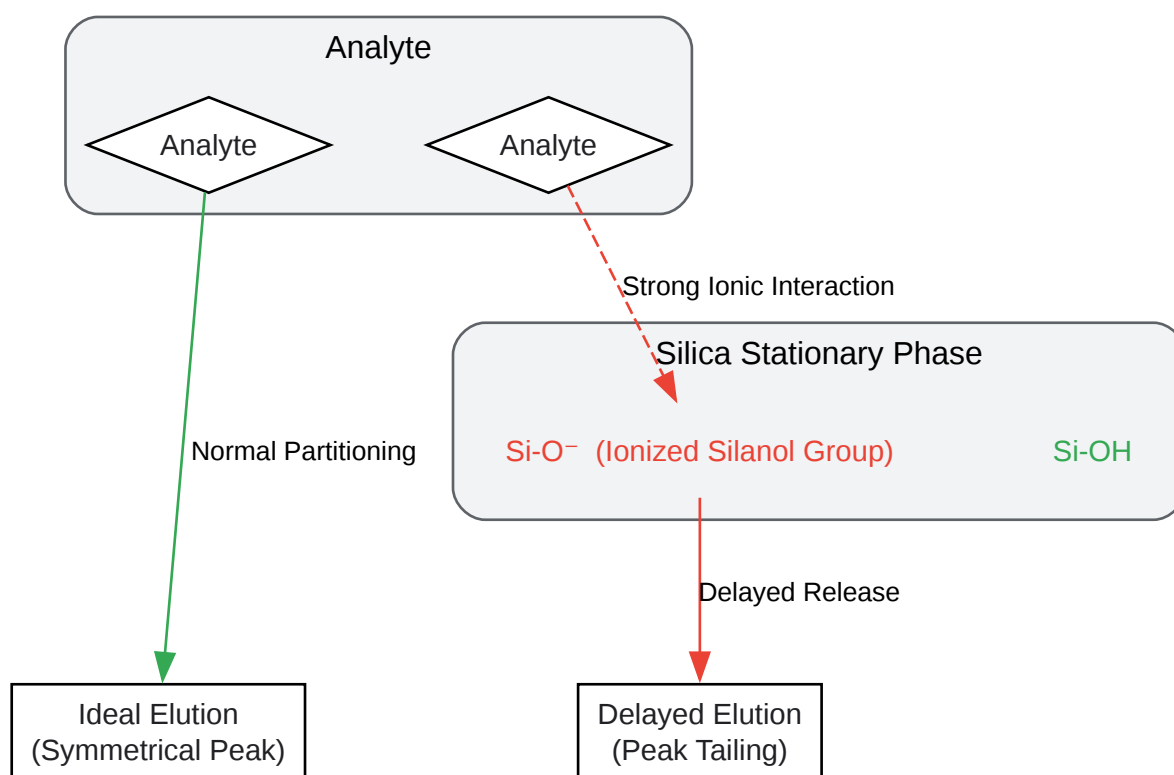 Analyte
Analyte
Analyte
Strong Ionic Interaction
Silica Stationary Phase
Normal Partitioning
Si-O⁻ (Ionized Silanol Group)
Si-OH
Delayed Release
Ideal Elution
(Symmetrical Peak)
Delayed Elution
(Peak Tailing)